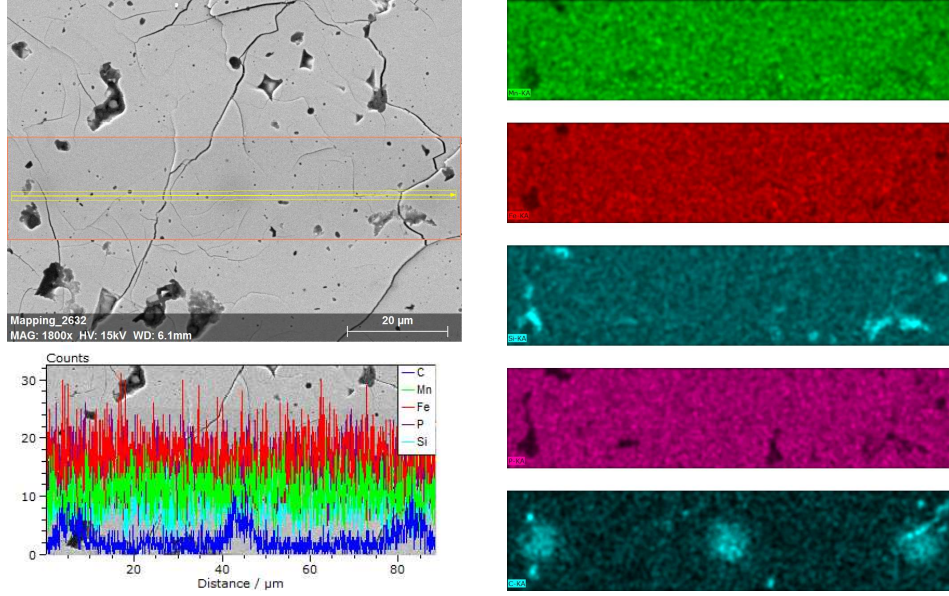 Mapping_2632
20 µm
MAG: 1800x HV: 15kV WD: 6.1mm
Counts
30
20
10
0
C
Mn
Fe
P
Si
20
40
60
80
Distance / µm
Mn-KA
Fe-KA
Si-KA
P-KA
C-KA